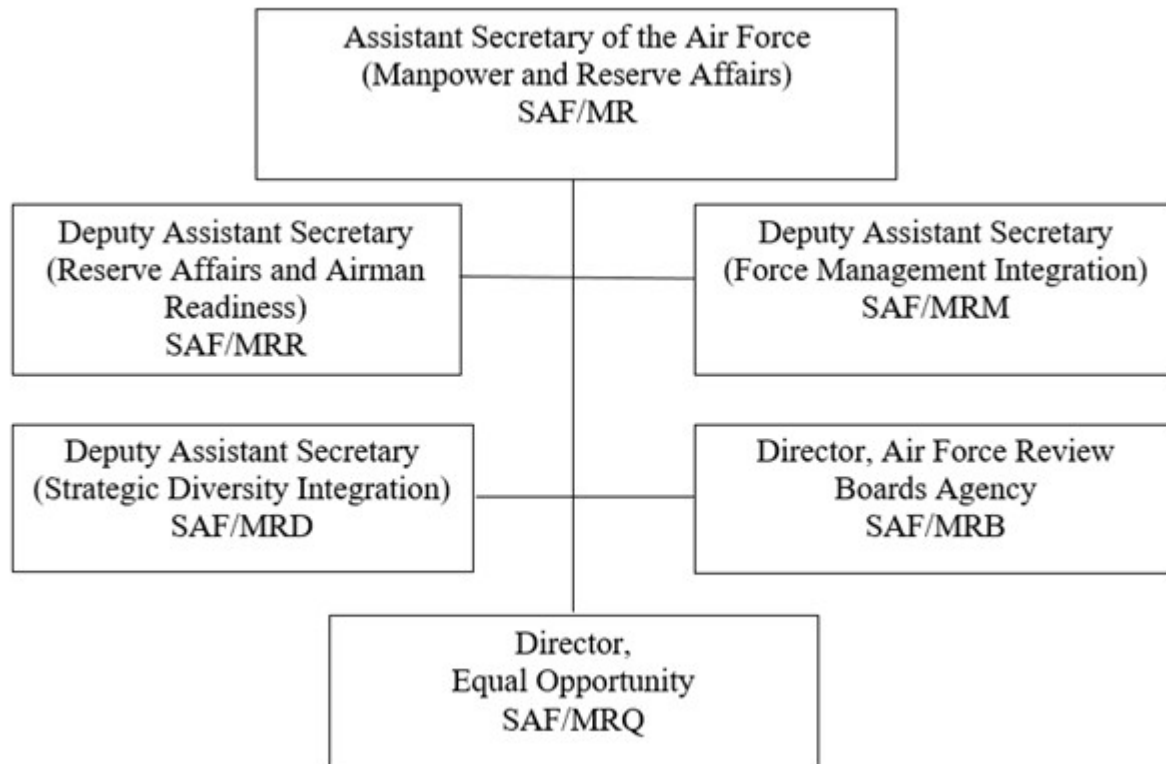 Assistant Secretary of the Air Force
(Manpower and Reserve Affairs)
SAF/MR
Deputy Assistant Secretary
(Reserve Affairs and Airman
Readiness)
SAF/MRR
Deputy Assistant Secretary
(Force Management Integration)
SAF/MRM
Deputy Assistant Secretary
(Strategic Diversity Integration)
SAF/MRD
Director, Air Force Review
Boards Agency
SAF/MRB
Director,
Equal Opportunity
SAF/MRQ